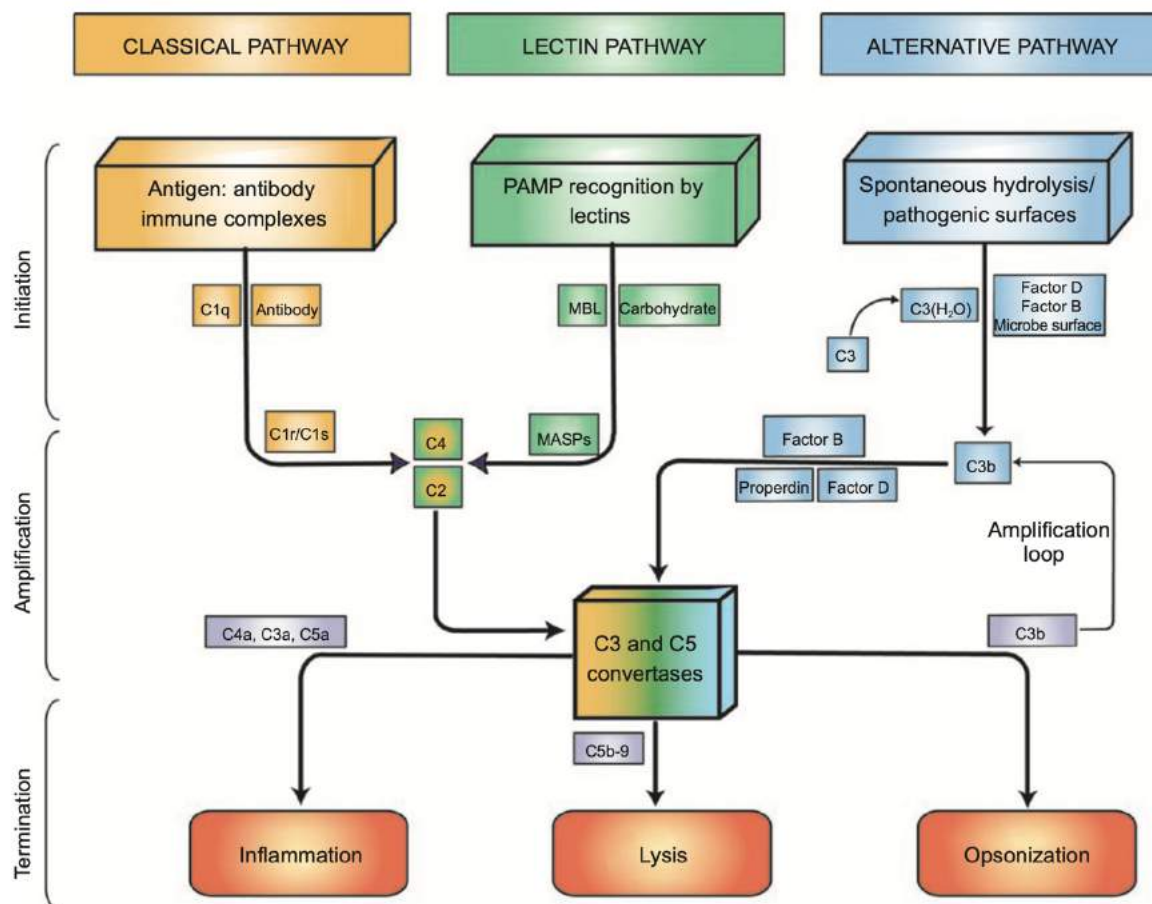 CLASSICAL PATHWAY
LECTIN PATHWAY
ALTERNATIVE PATHWAY
Initiation
Antigen: antibody
immune complexes
PAMP recognition by
lectins
Spontaneous hydrolysis/
pathogenic surfaces
C1q
Antibody
MBL
Carbohydrate
C3(H₂O)
Factor D
Factor B
Microbe surface
C3
Amplification
C1r/C1s
C4
C2
MASPs
Factor B
Properdin
Factor D
C3b
Amplification
loop
C4a, C3a, C5a
C3 and C5
convertases
C3b
Termination
C5b-9
Inflammation
Lysis
Opsonization